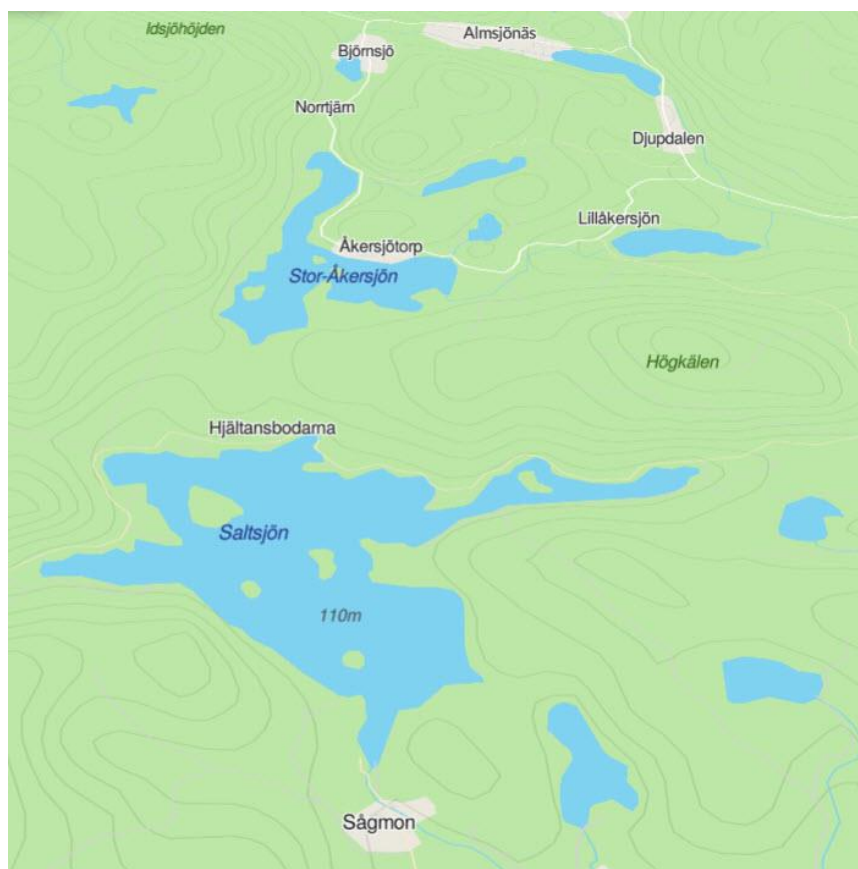 Idsjöhöjden
Almsjönäs
Björnsjö
Norrtjärn
Djupdalen
Lillåkersjön
Åkersjötorp
Stor-Åkersjön
Högkälen
Hjältansbodarna
Saltsjön
110m
Sågmon